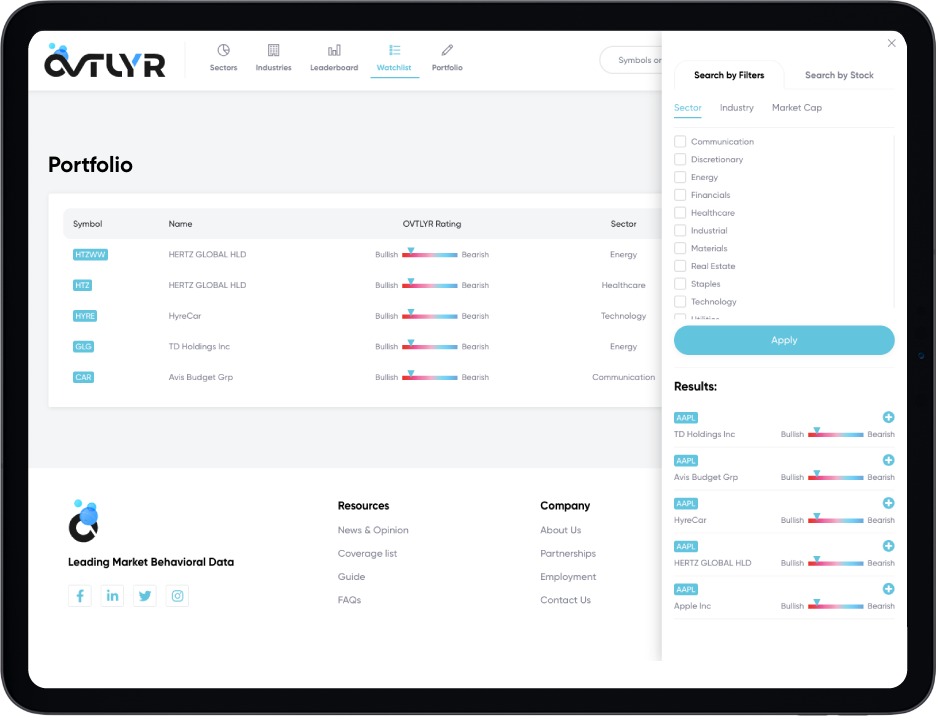 OVTLYR
Sectors
Industries
Leaderboard
Watchlist
Portfolio
Symbols or
Portfolio
Symbol Name OVTLYR Rating Sector
HTZWW HERTZ GLOBAL HLD Bullish Bearish Energy
HTZ HERTZ GLOBAL HLD Bullish Bearish Healthcare
HYRE HyreCar Bullish Bearish Technology
GLG TD Holdings Inc Bullish Bearish Energy
CAR Avis Budget Grp Bullish Bearish Communication
Leading Market Behavioral Data
Resources
News & Opinion
Coverage list
Guide
FAQs
Company
About Us
Partnerships
Employment
Contact Us
Search by Filters Search by Stock
Sector Industry Market Cap
Communication
Discretionary
Energy
Financials
Healthcare
Industrial
Materials
Real Estate
Staples
Technology
Utilities
Apply
Results:
AAPL
TD Holdings Inc Bullish Bearish
AAPL
Avis Budget Grp Bullish Bearish
AAPL
HyreCar Bullish Bearish
AAPL
HERTZ GLOBAL HLD Bullish Bearish
AAPL
Apple Inc Bullish Bearish